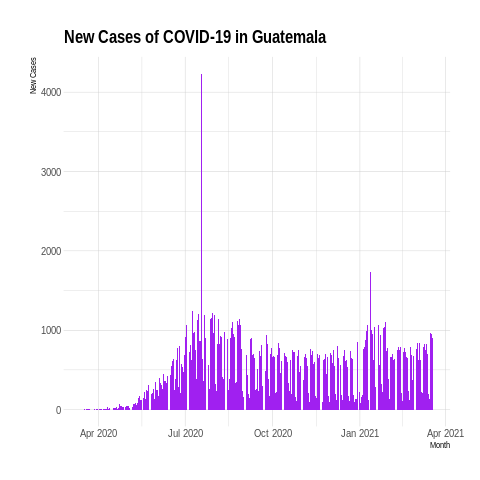 New Cases of COVID-19 in Guatemala
New Cases
4000
3000
2000
1000
0
Apr 2020
Jul 2020
Oct 2020
Jan 2021
Apr 2021
Month